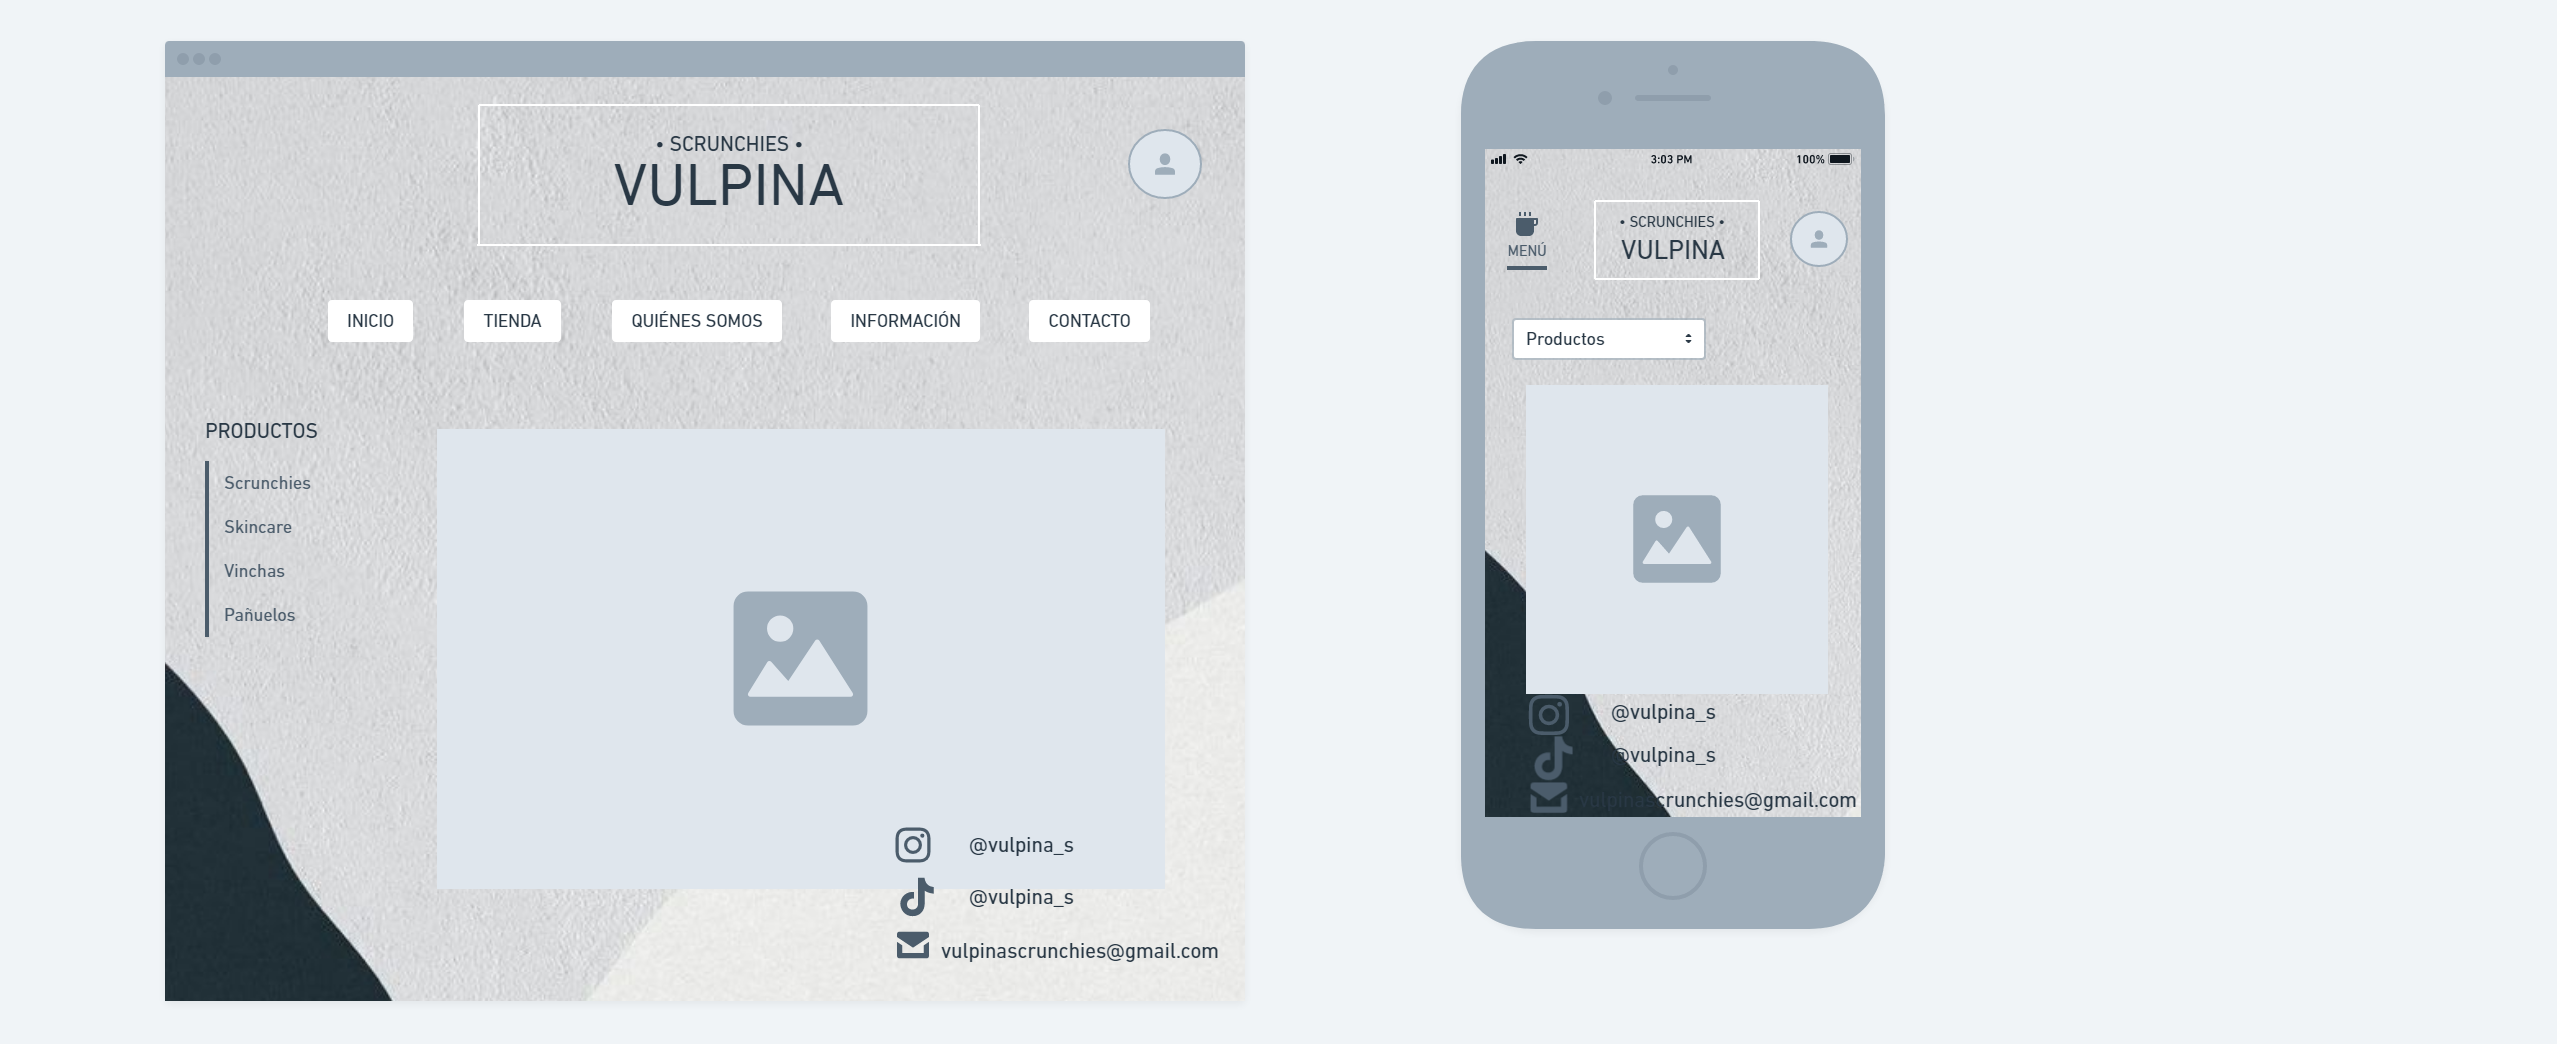 • SCRUNCHIES •
VULPINA
INICIO
TIENDA
QUIÉNES SOMOS
INFORMACIÓN
CONTACTO
PRODUCTOS
Scrunchies
Skincare
Vinchas
Pañuelos
@vulpina_s
@vulpina_s
vulpinascrunchies@gmail.com
3:03 PM
100%
MENÚ
• SCRUNCHIES •
VULPINA
Productos
@vulpina_s
@vulpina_s
vulpinascrunchies@gmail.com